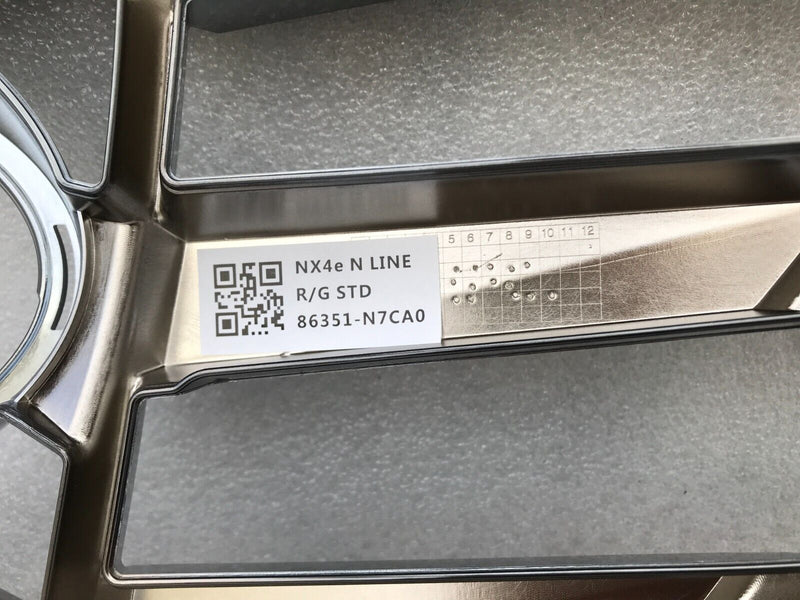 NX4e N LINE
R/G STD
86351-N7CA0
5 6 7 8 9 10 11 12